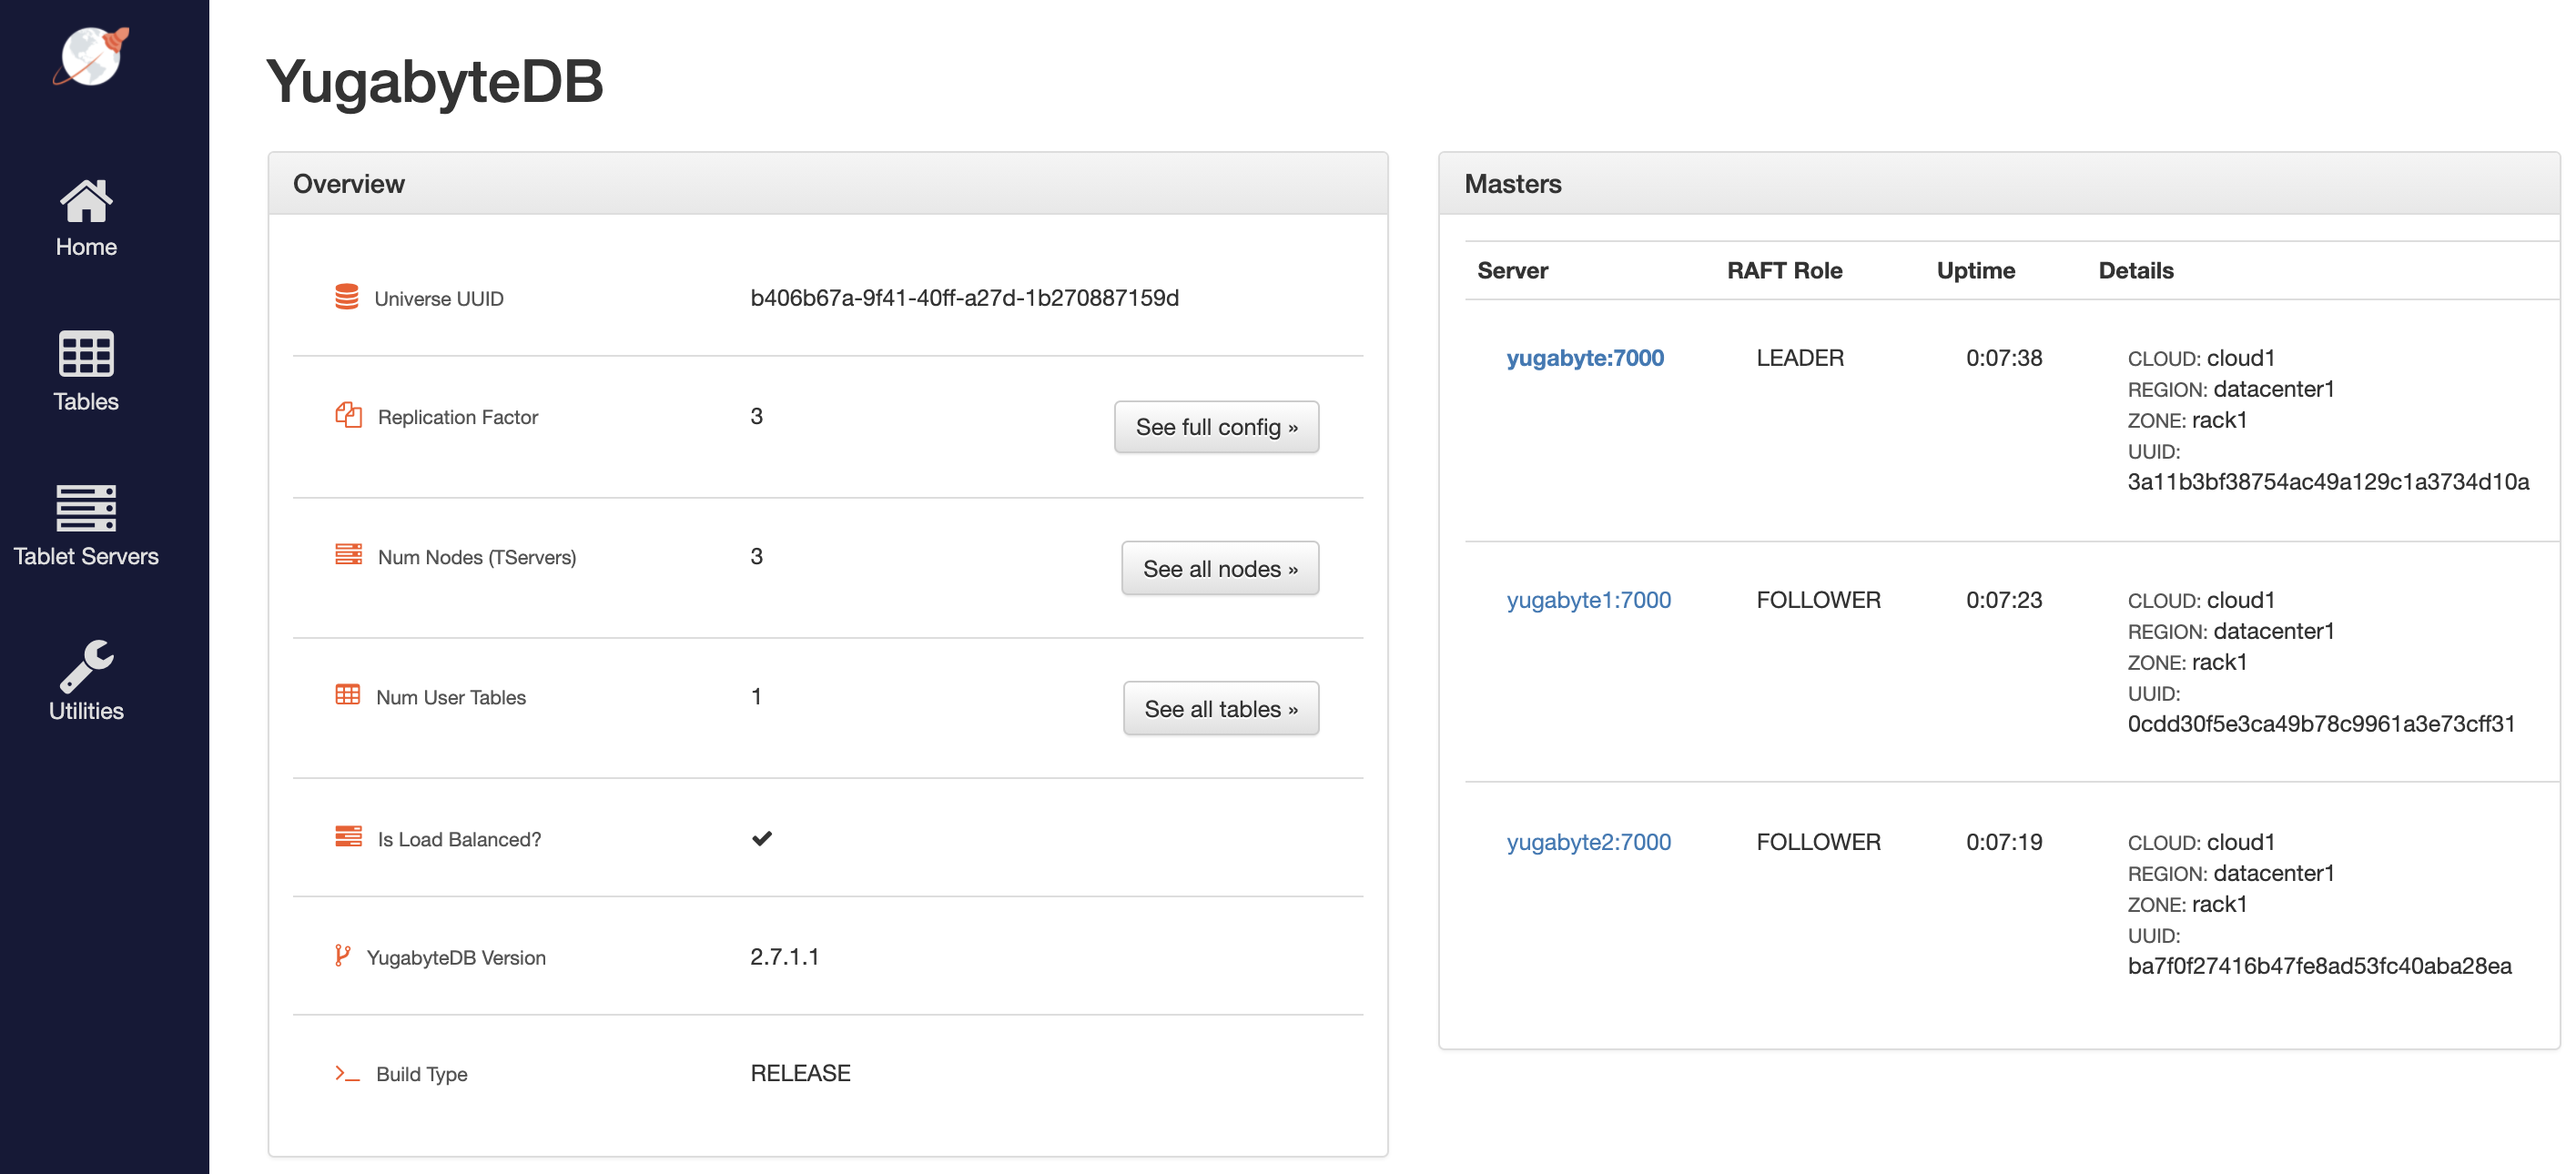 YugabyteDB
Home
Tables
Tablet Servers
Utilities
Overview
Universe UUID b406b67a-9f41-40ff-a27d-1b270887159d
Replication Factor 3 See full config »
Num Nodes (TServers) 3 See all nodes »
Num User Tables 1 See all tables »
Is Load Balanced? ✔
YugabyteDB Version 2.7.1.1
Build Type RELEASE
Masters
Server RAFT Role Uptime Details
yugabyte:7000 LEADER 0:07:38 CLOUD: cloud1
REGION: datacenter1
ZONE: rack1
UUID:
3a11b3bf38754ac49a129c1a3734d10a
yugabyte1:7000 FOLLOWER 0:07:23 CLOUD: cloud1
REGION: datacenter1
ZONE: rack1
UUID:
0cdd30f5e3ca49b78c9961a3e73cff31
yugabyte2:7000 FOLLOWER 0:07:19 CLOUD: cloud1
REGION: datacenter1
ZONE: rack1
UUID:
ba7f0f27416b47fe8ad53fc40aba28ea